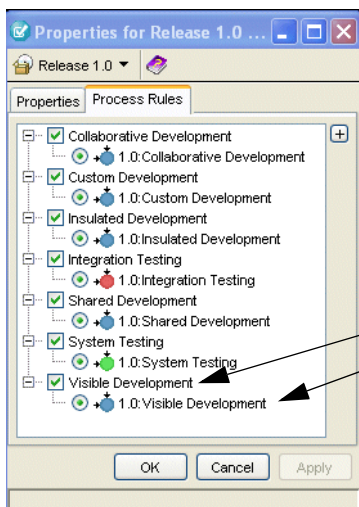 Properties for Release 1.0 ...
Release 1.0
Properties
Process Rules
Collaborative Development
1.0:Collaborative Development
Custom Development
1.0:Custom Development
Insulated Development
1.0:Insulated Development
Integration Testing
1.0:Integration Testing
Shared Development
1.0:Shared Development
System Testing
1.0:System Testing
Visible Development
1.0:Visible Development
OK
Cancel
Apply